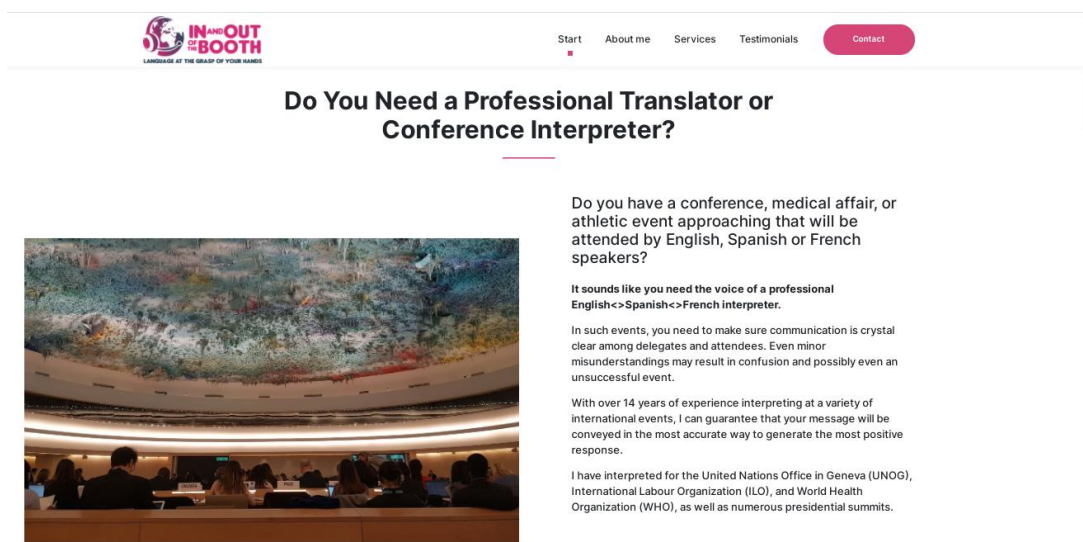 IN AND OUT
OF THE BOOTH
LANGUAGE AT THE GRASP OF YOUR HANDS
Start
About me
Services
Testimonials
Contact
Do You Need a Professional Translator or
Conference Interpreter?
Do you have a conference, medical affair, or
athletic event approaching that will be
attended by English, Spanish or French
speakers?
It sounds like you need the voice of a professional
English<>Spanish<>French interpreter.
In such events, you need to make sure communication is crystal
clear among delegates and attendees. Even minor
misunderstandings may result in confusion and possibly even an
unsuccessful event.
With over 14 years of experience interpreting at a variety of
international events, I can guarantee that your message will be
conveyed in the most accurate way to generate the most positive
response.
I have interpreted for the United Nations Office in Geneva (UNOG),
International Labour Organization (ILO), and World Health
Organization (WHO), as well as numerous presidential summits.